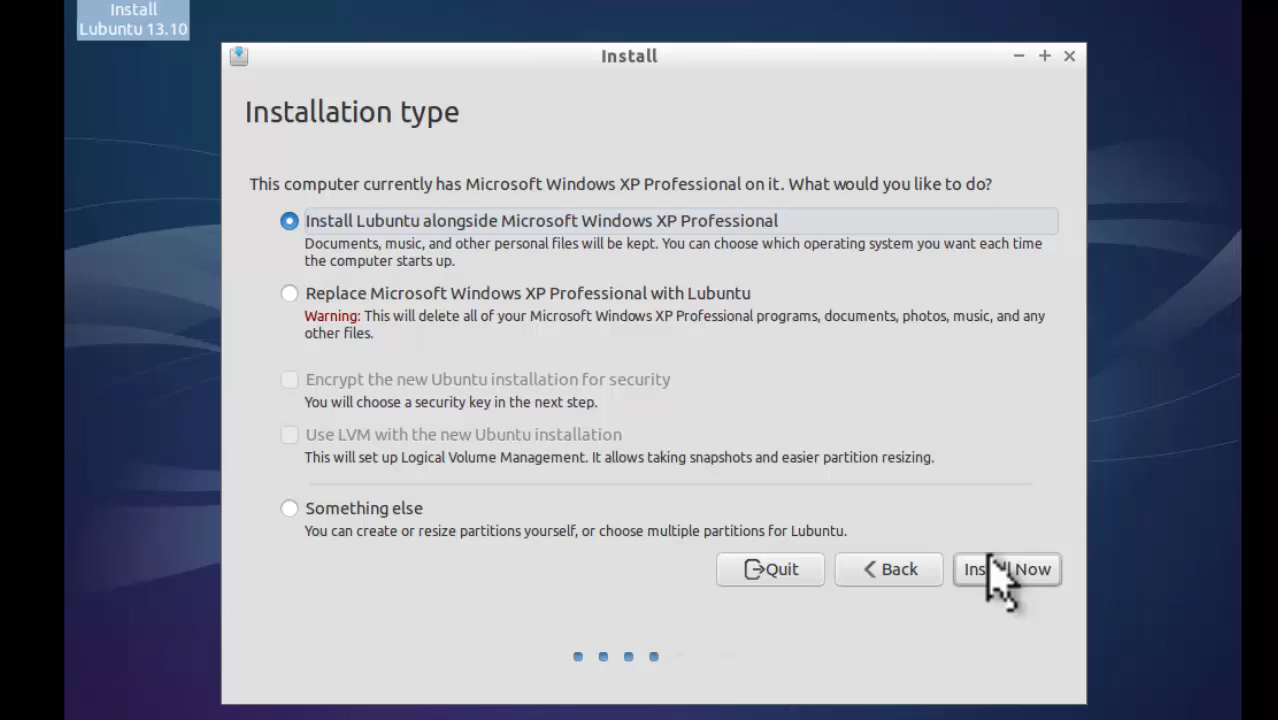 Install
Lubuntu 13.10
Install
Installation type
This computer currently has Microsoft Windows XP Professional on it. What would you like to do?
Install Lubuntu alongside Microsoft Windows XP Professional
Documents, music, and other personal files will be kept. You can choose which operating system you want each time
the computer starts up.
Replace Microsoft Windows XP Professional with Lubuntu
Warning: This will delete all of your Microsoft Windows XP Professional programs, documents, photos, music, and any
other files.
Encrypt the new Ubuntu installation for security
You will choose a security key in the next step.
Use LVM with the new Ubuntu installation
This will set up Logical Volume Management. It allows taking snapshots and easier partition resizing.
Something else
You can create or resize partitions yourself, or choose multiple partitions for Lubuntu.
Quit
Back
Install Now